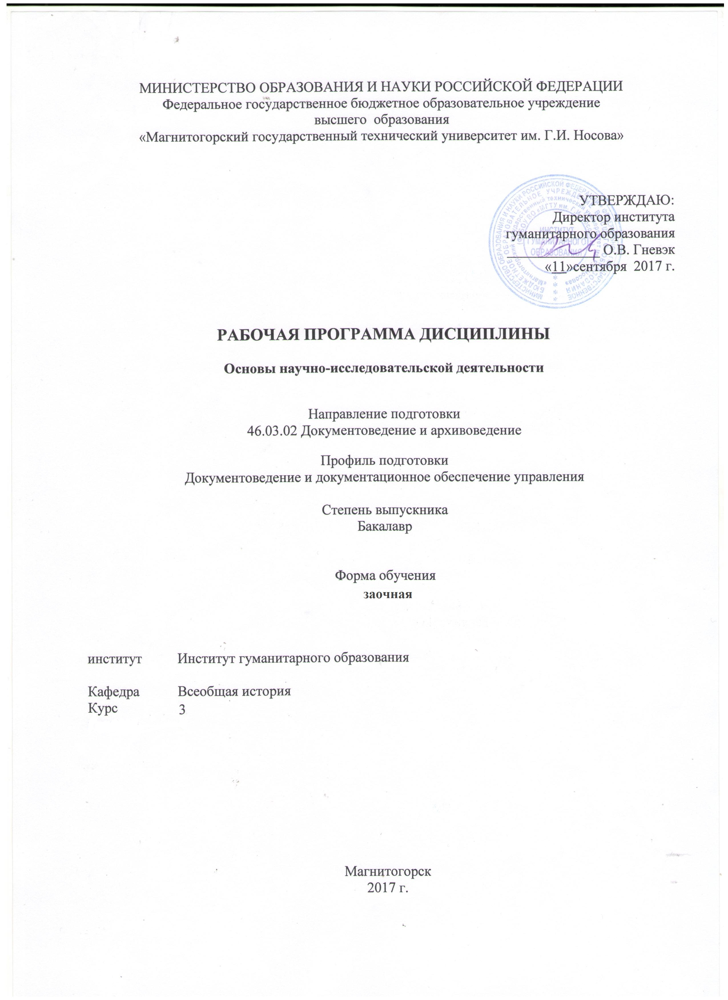 МИНИСТЕРСТВО ОБРАЗОВАНИЯ И НАУКИ РОССИЙСКОЙ ФЕДЕРАЦИИ
Федеральное государственное бюджетное образовательное учреждение
высшего образования
«Магнитогорский государственный технический университет им. Г.И. Носова»
УТВЕРЖДАЮ:
Директор института
гуманитарного образования
О.В. Гневэк
«11»сентября 2017 г.
ИНСТИТУТ
ГУМАНИТАРНОГО
ОБРАЗОВАНИЯ
РАБОЧАЯ ПРОГРАММА ДИСЦИПЛИНЫ
Основы научно-исследовательской деятельности
Направление подготовки
46.03.02 Документоведение и архивоведение
Профиль подготовки
Документоведение и документационное обеспечение управления
Степень выпускника
Бакалавр
Форма обучения
заочная
институт Институт гуманитарного образования
Кафедра Всеобщая история
Курс 3
Магнитогорск
2017 г.